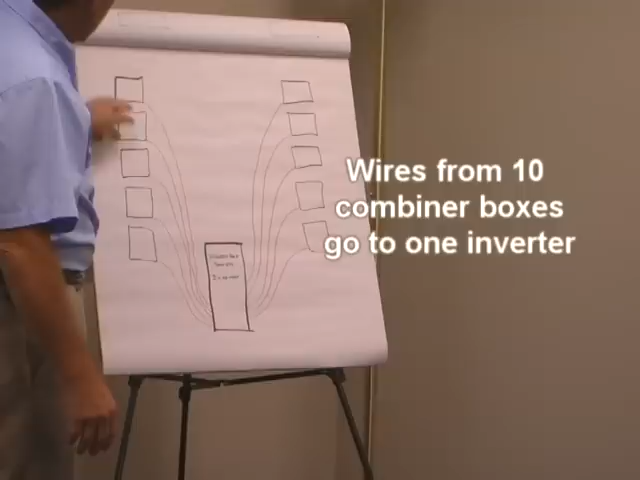 Wires from 10
combiner boxes
go to one inverter